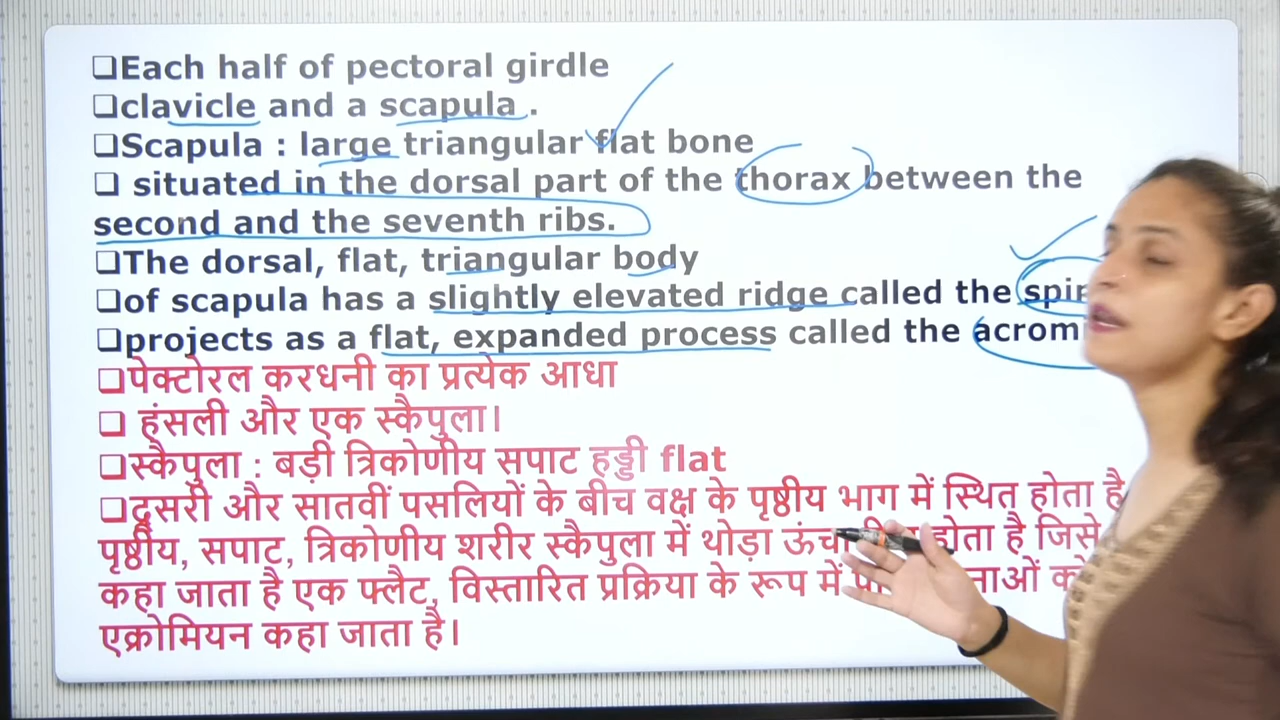 ❑Each half of pectoral girdle
❑clavicle and a scapula .
❑Scapula : large triangular flat bone
❑ situated in the dorsal part of the thorax between the
second and the seventh ribs.
❑The dorsal, flat, triangular body
❑of scapula has a slightly elevated ridge called the
❑projects as a flat, expanded process called the
❑पेक्टोरल करधनी का प्रत्येक आधा
❑ हंसली और एक स्कैपुला।
❑स्कैपुला : बड़ी त्रिकोणीय सपाट हड्डी flat
❑दूसरी और सातवीं पसलियों के बीच वक्ष के पृष्ठीय भाग में स्थित होता है
पृष्ठीय, सपाट, त्रिकोणीय शरीर स्कैपुला में थोड़ा होता है जिसे
कहा जाता है एक फ्लैट, विस्तारित प्रक्रिया के रूप में
एक्रोमियन कहा जाता है।